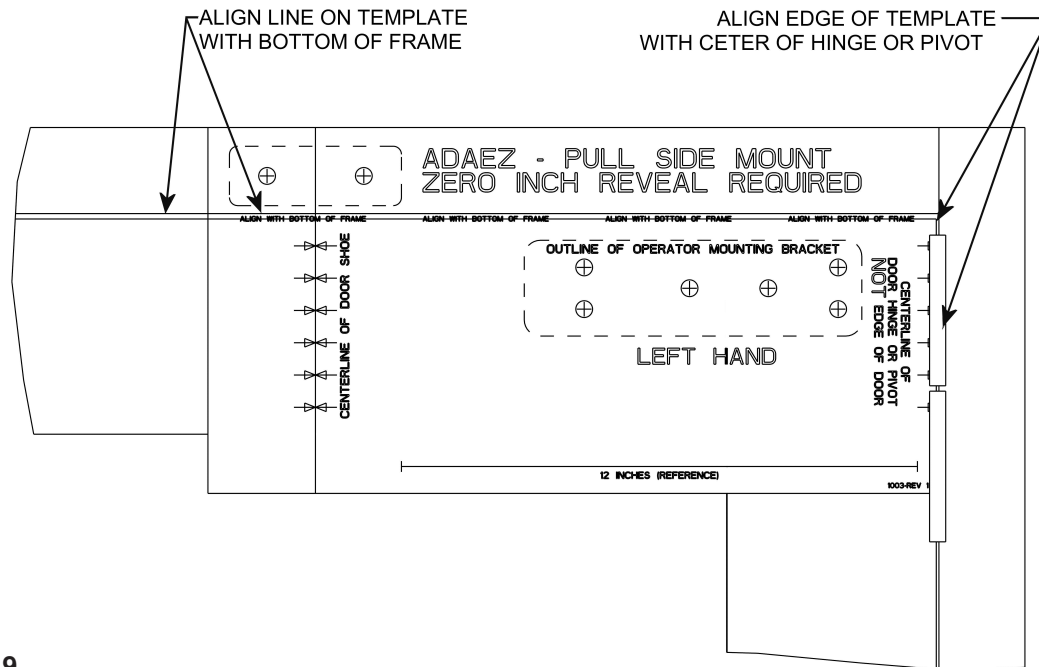 ALIGN LINE ON TEMPLATE
WITH BOTTOM OF FRAME
ALIGN EDGE OF TEMPLATE
WITH CETER OF HINGE OR PIVOT
ADAEZ - PULL SIDE MOUNT
ZERO INCH REVEAL REQUIRED
ALIGN WITH BOTTOM OF FRAME
ALIGN WITH BOTTOM OF FRAME
ALIGN WITH BOTTOM OF FRAME
ALIGN WITH BOTTOM OF FRAME
CENTERLINE OF DOOR SHOE
OUTLINE OF OPERATOR MOUNTING BRACKET
LEFT HAND
CENTERLINE OF
DOOR HINGE OR PIVOT
NOT EDGE OF DOOR
12 INCHES (REFERENCE)
1003-REV
9